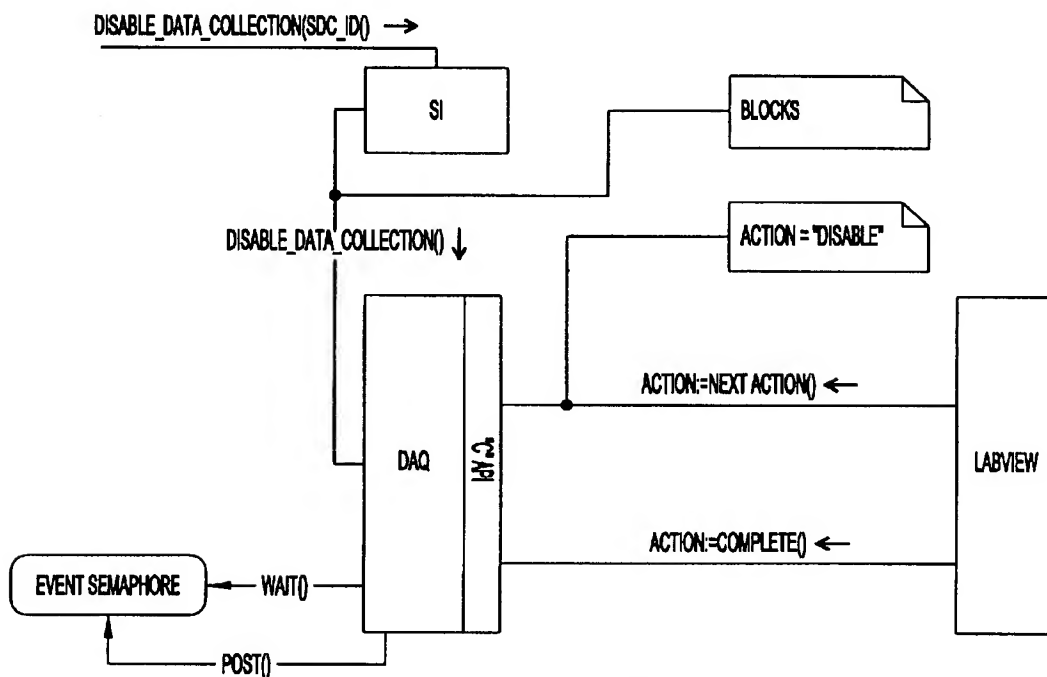 DISABLE_DATA_COLLECTION(SDC_ID()
SI
BLOCKS
DISABLE_DATA_COLLECTION()
ACTION = "DISABLE"
ACTION:=NEXT ACTION()
DAQ
"C" API
LABVIEW
ACTION:=COMPLETE()
EVENT SEMAPHORE
WAIT()
POST()